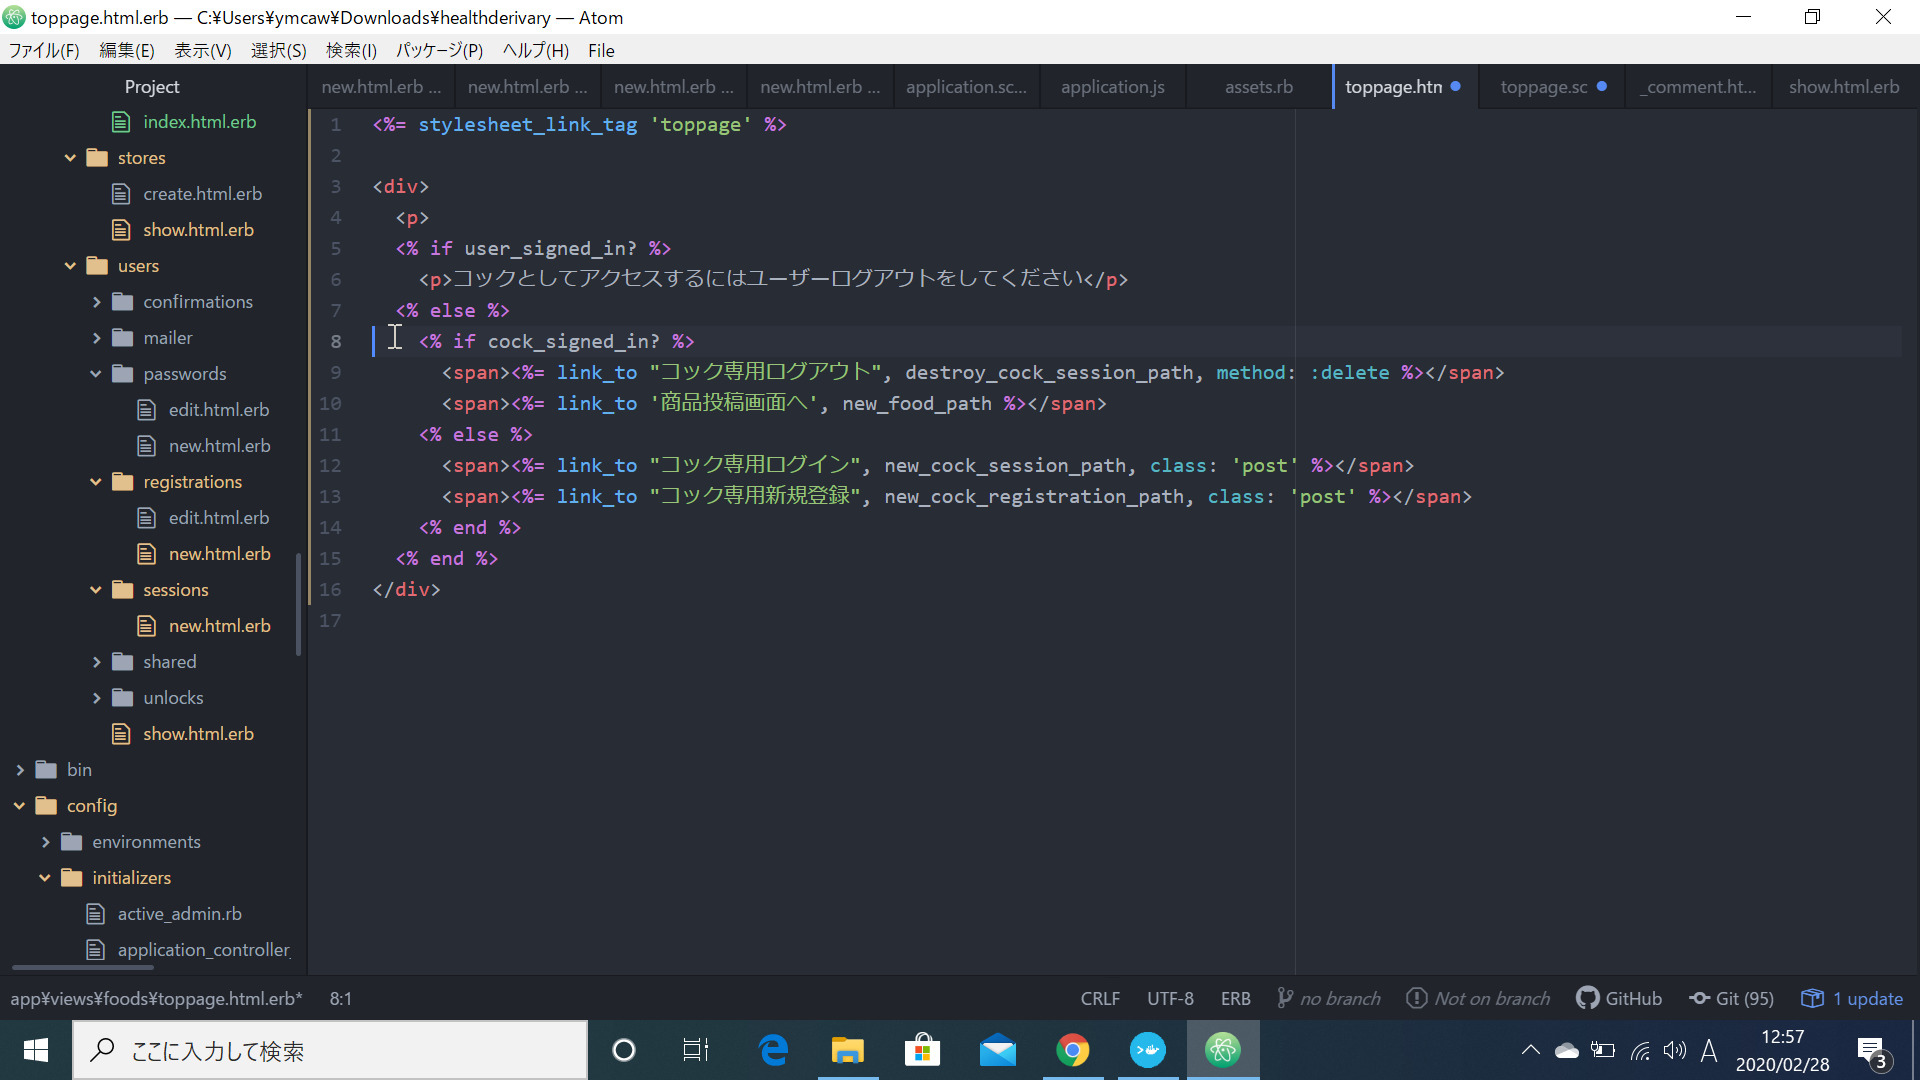 toppage.html.erb — C:¥Users¥ymcaw¥Downloads¥healthderivary — Atom
ファイル(F) 編集(E) 表示(V) 選択(S) 検索(I) パッケージ(P) ヘルプ(H) File
Project
new.html.erb ... new.html.erb ... new.html.erb ... new.html.erb ... application.sc... application.js assets.rb toppage.htm toppage.sc _comment.ht... show.html.erb
index.html.erb
stores
create.html.erb
show.html.erb
users
confirmations
mailer
passwords
edit.html.erb
new.html.erb
registrations
edit.html.erb
new.html.erb
sessions
new.html.erb
shared
unlocks
show.html.erb
bin
config
environments
initializers
active_admin.rb
application_controller_
1 <%= stylesheet_link_tag 'toppage' %>
2
3 <div>
4 <p>
5 <% if user_signed_in? %>
6 <p>コックとしてアクセスするにはユーザーログアウトをしてください</p>
7 <% else %>
8 <% if cock_signed_in? %>
9 <span><%= link_to "コック専用ログアウト", destroy_cock_session_path, method: :delete %></span>
10 <span><%= link_to '商品投稿画面へ', new_food_path %></span>
11 <% else %>
12 <span><%= link_to "コック専用ログイン", new_cock_session_path, class: 'post' %></span>
13 <span><%= link_to "コック専用新規登録", new_cock_registration_path, class: 'post' %></span>
14 <% end %>
15 <% end %>
16 </div>
17
app¥views¥foods¥toppage.html.erb* 8:1 CRLF UTF-8 ERB no branch Not on branch GitHub Git (95) 1 update
ここに入力して検索
A
12:57
2020/02/28
3